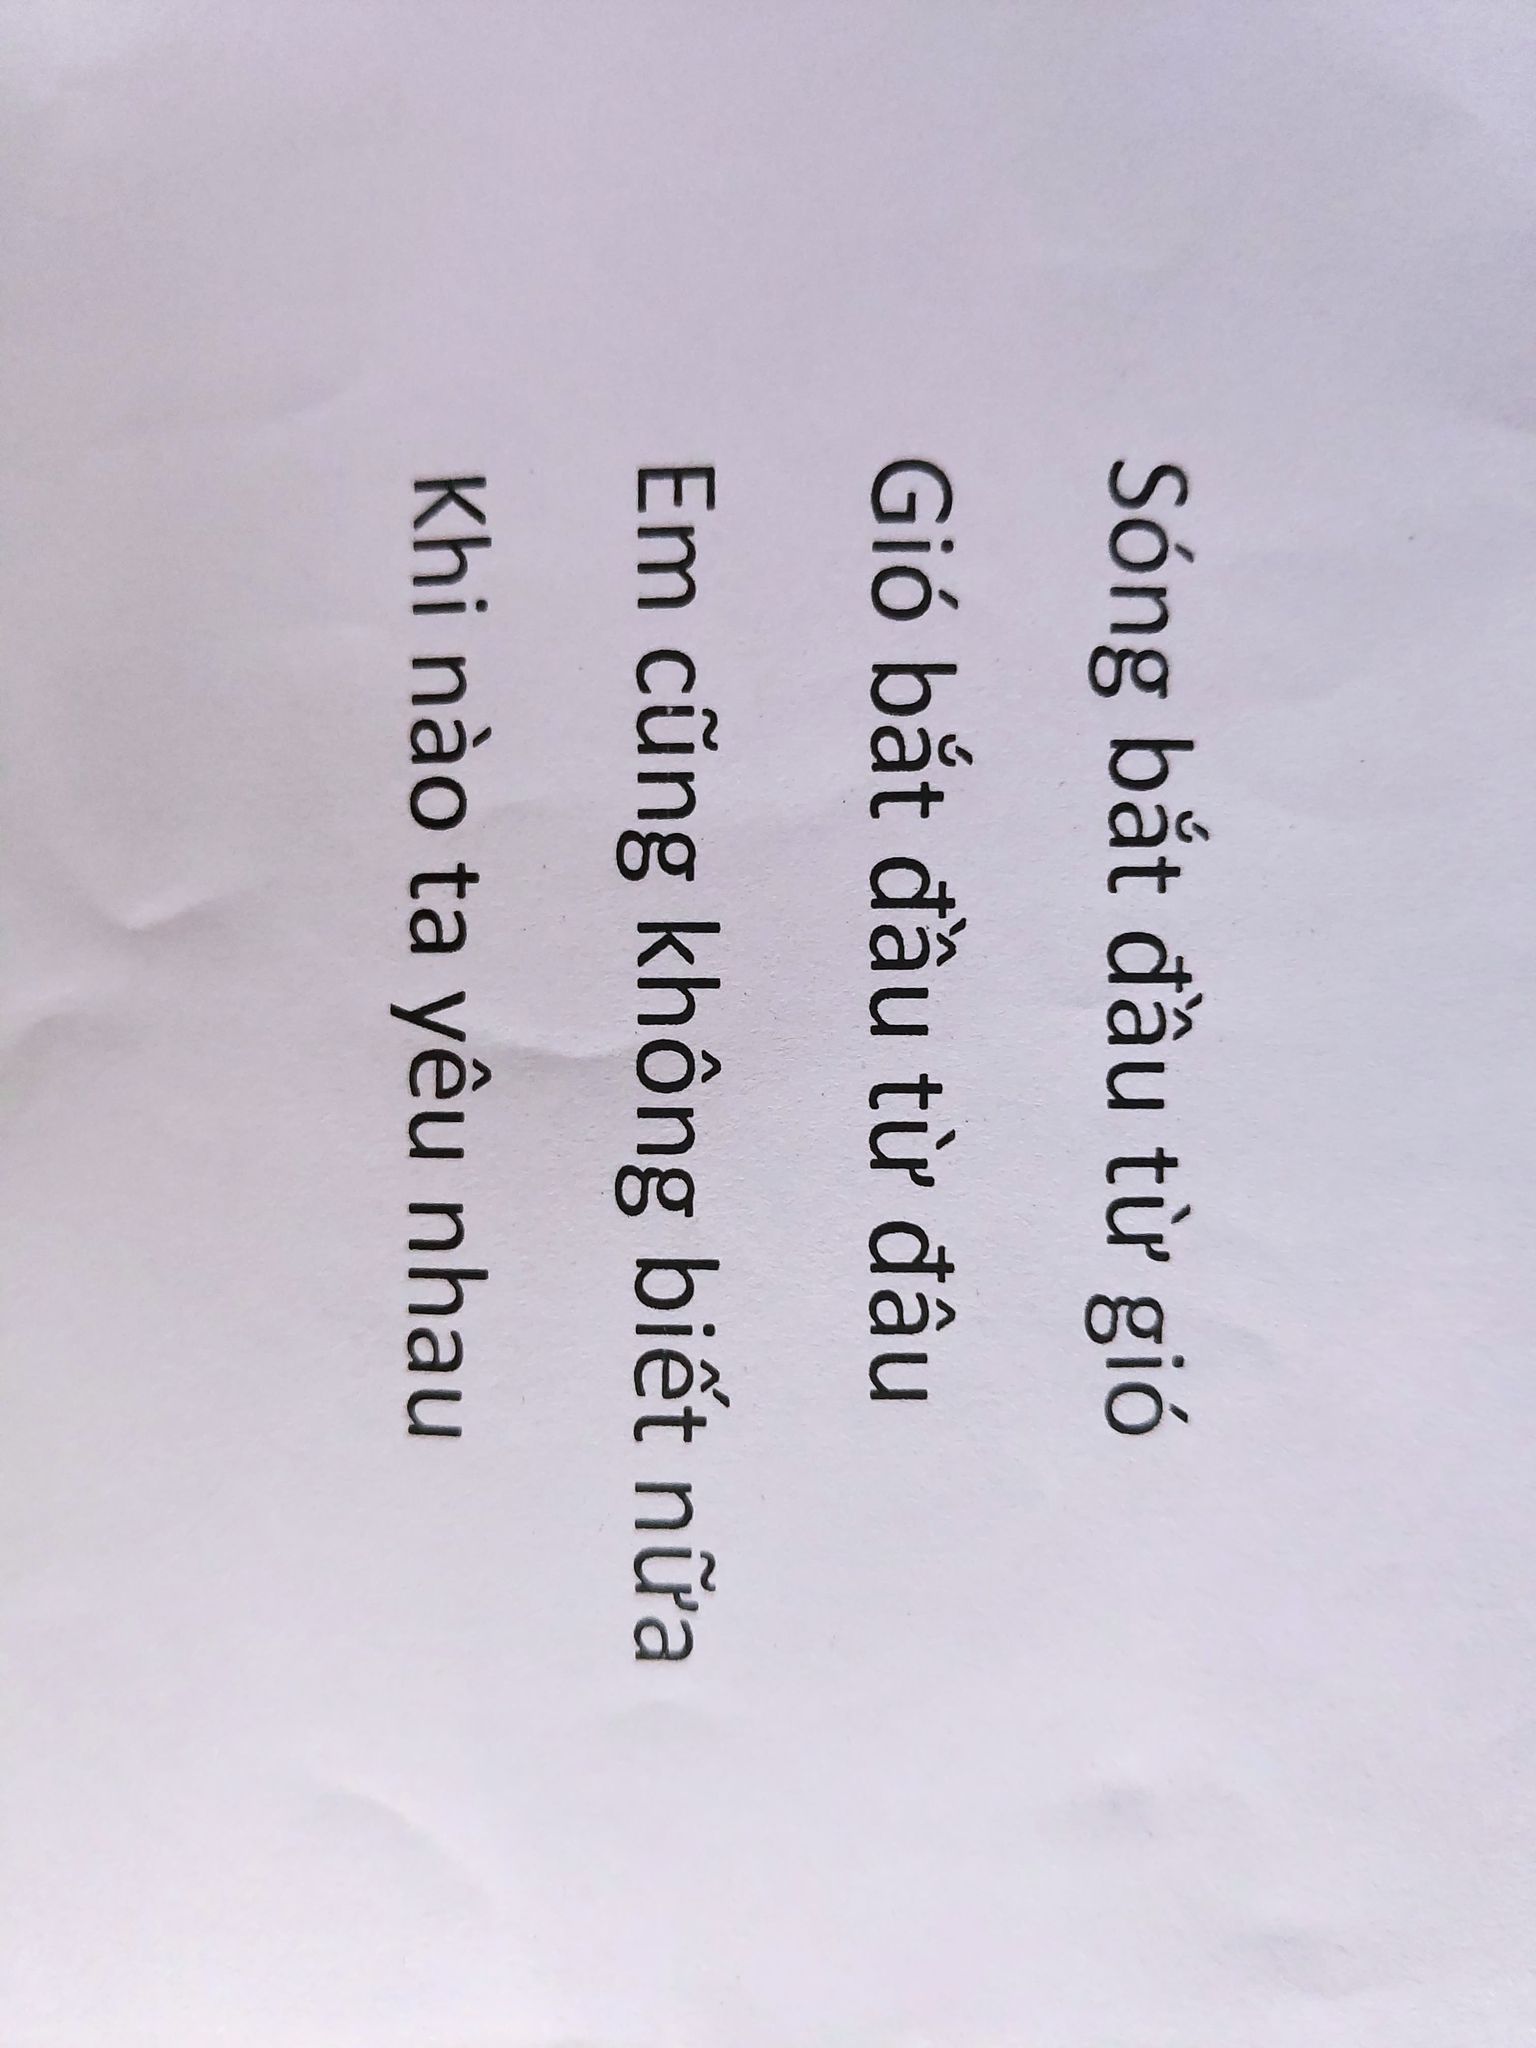 Sóng bắt đầu từ gió
Gió bắt đầu từ đâu
Em cũng không biết nữa
Khi nào ta yêu nhau